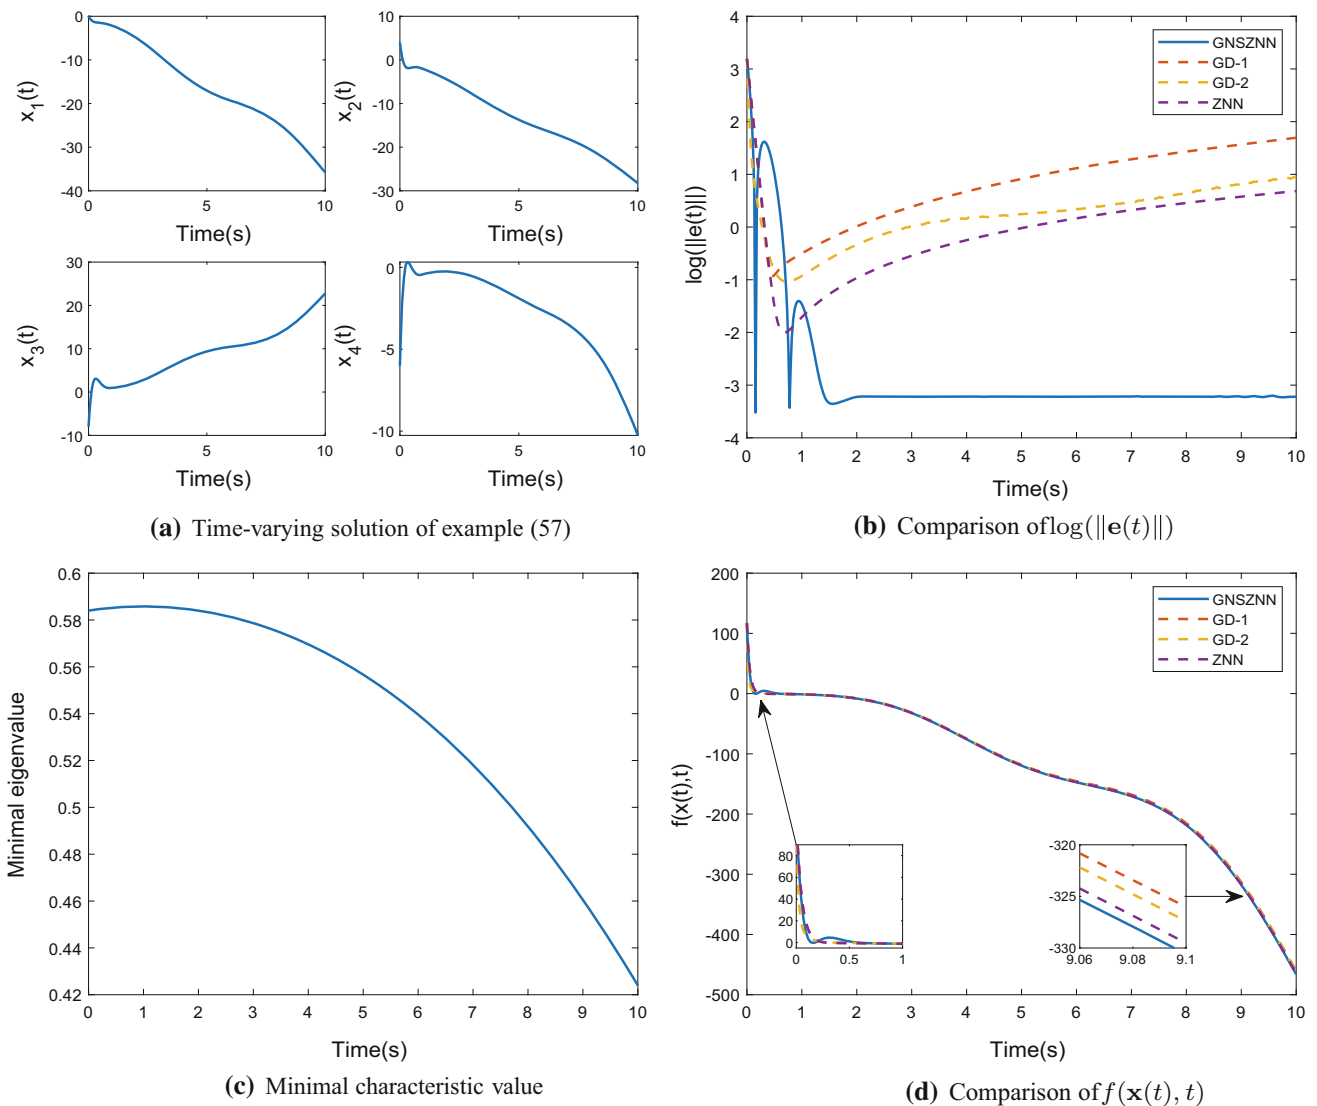 0
-10
-20
-30
-40
0
5
10
x_1(t)
Time(s)
10
0
-10
-20
-30
0
5
10
x_2(t)
Time(s)
30
20
10
0
-10
0
5
10
x_3(t)
Time(s)
0
-5
-10
0
5
10
x_4(t)
Time(s)
(a) Time-varying solution of example (57)
4
3
2
1
0
-1
-2
-3
-4
0 1 2 3 4 5 6 7 8 9 10
log(||e(t)||)
Time(s)
GNSZNN
GD-1
GD-2
ZNN
(b) Comparison of log(‖e(t)‖)
0.6
0.58
0.56
0.54
0.52
0.5
0.48
0.46
0.44
0.42
0 1 2 3 4 5 6 7 8 9 10
Minimal eigenvalue
Time(s)
(c) Minimal characteristic value
200
100
0
-100
-200
-300
-400
-500
0 1 2 3 4 5 6 7 8 9 10
f(x(t),t)
Time(s)
GNSZNN
GD-1
GD-2
ZNN
80
60
40
20
0
0 0.5 1
-320
-325
-330
9.06 9.08 9.1
(d) Comparison of f(x(t), t)